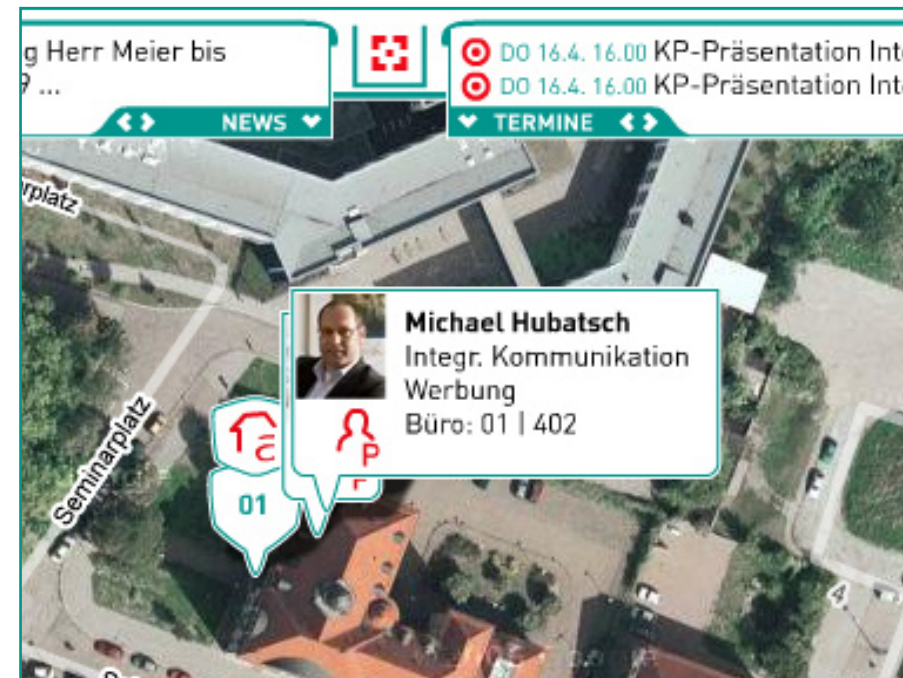 g Herr Meier bis
...
NEWS
DO 16.4. 16.00 KP-Präsentation Int
DO 16.4. 16.00 KP-Präsentation Int
TERMINE
rplatz
Michael Hubatsch
Integr. Kommunikation
Werbung
Büro: 01 | 402
P
a
01
Seminarplatz
4